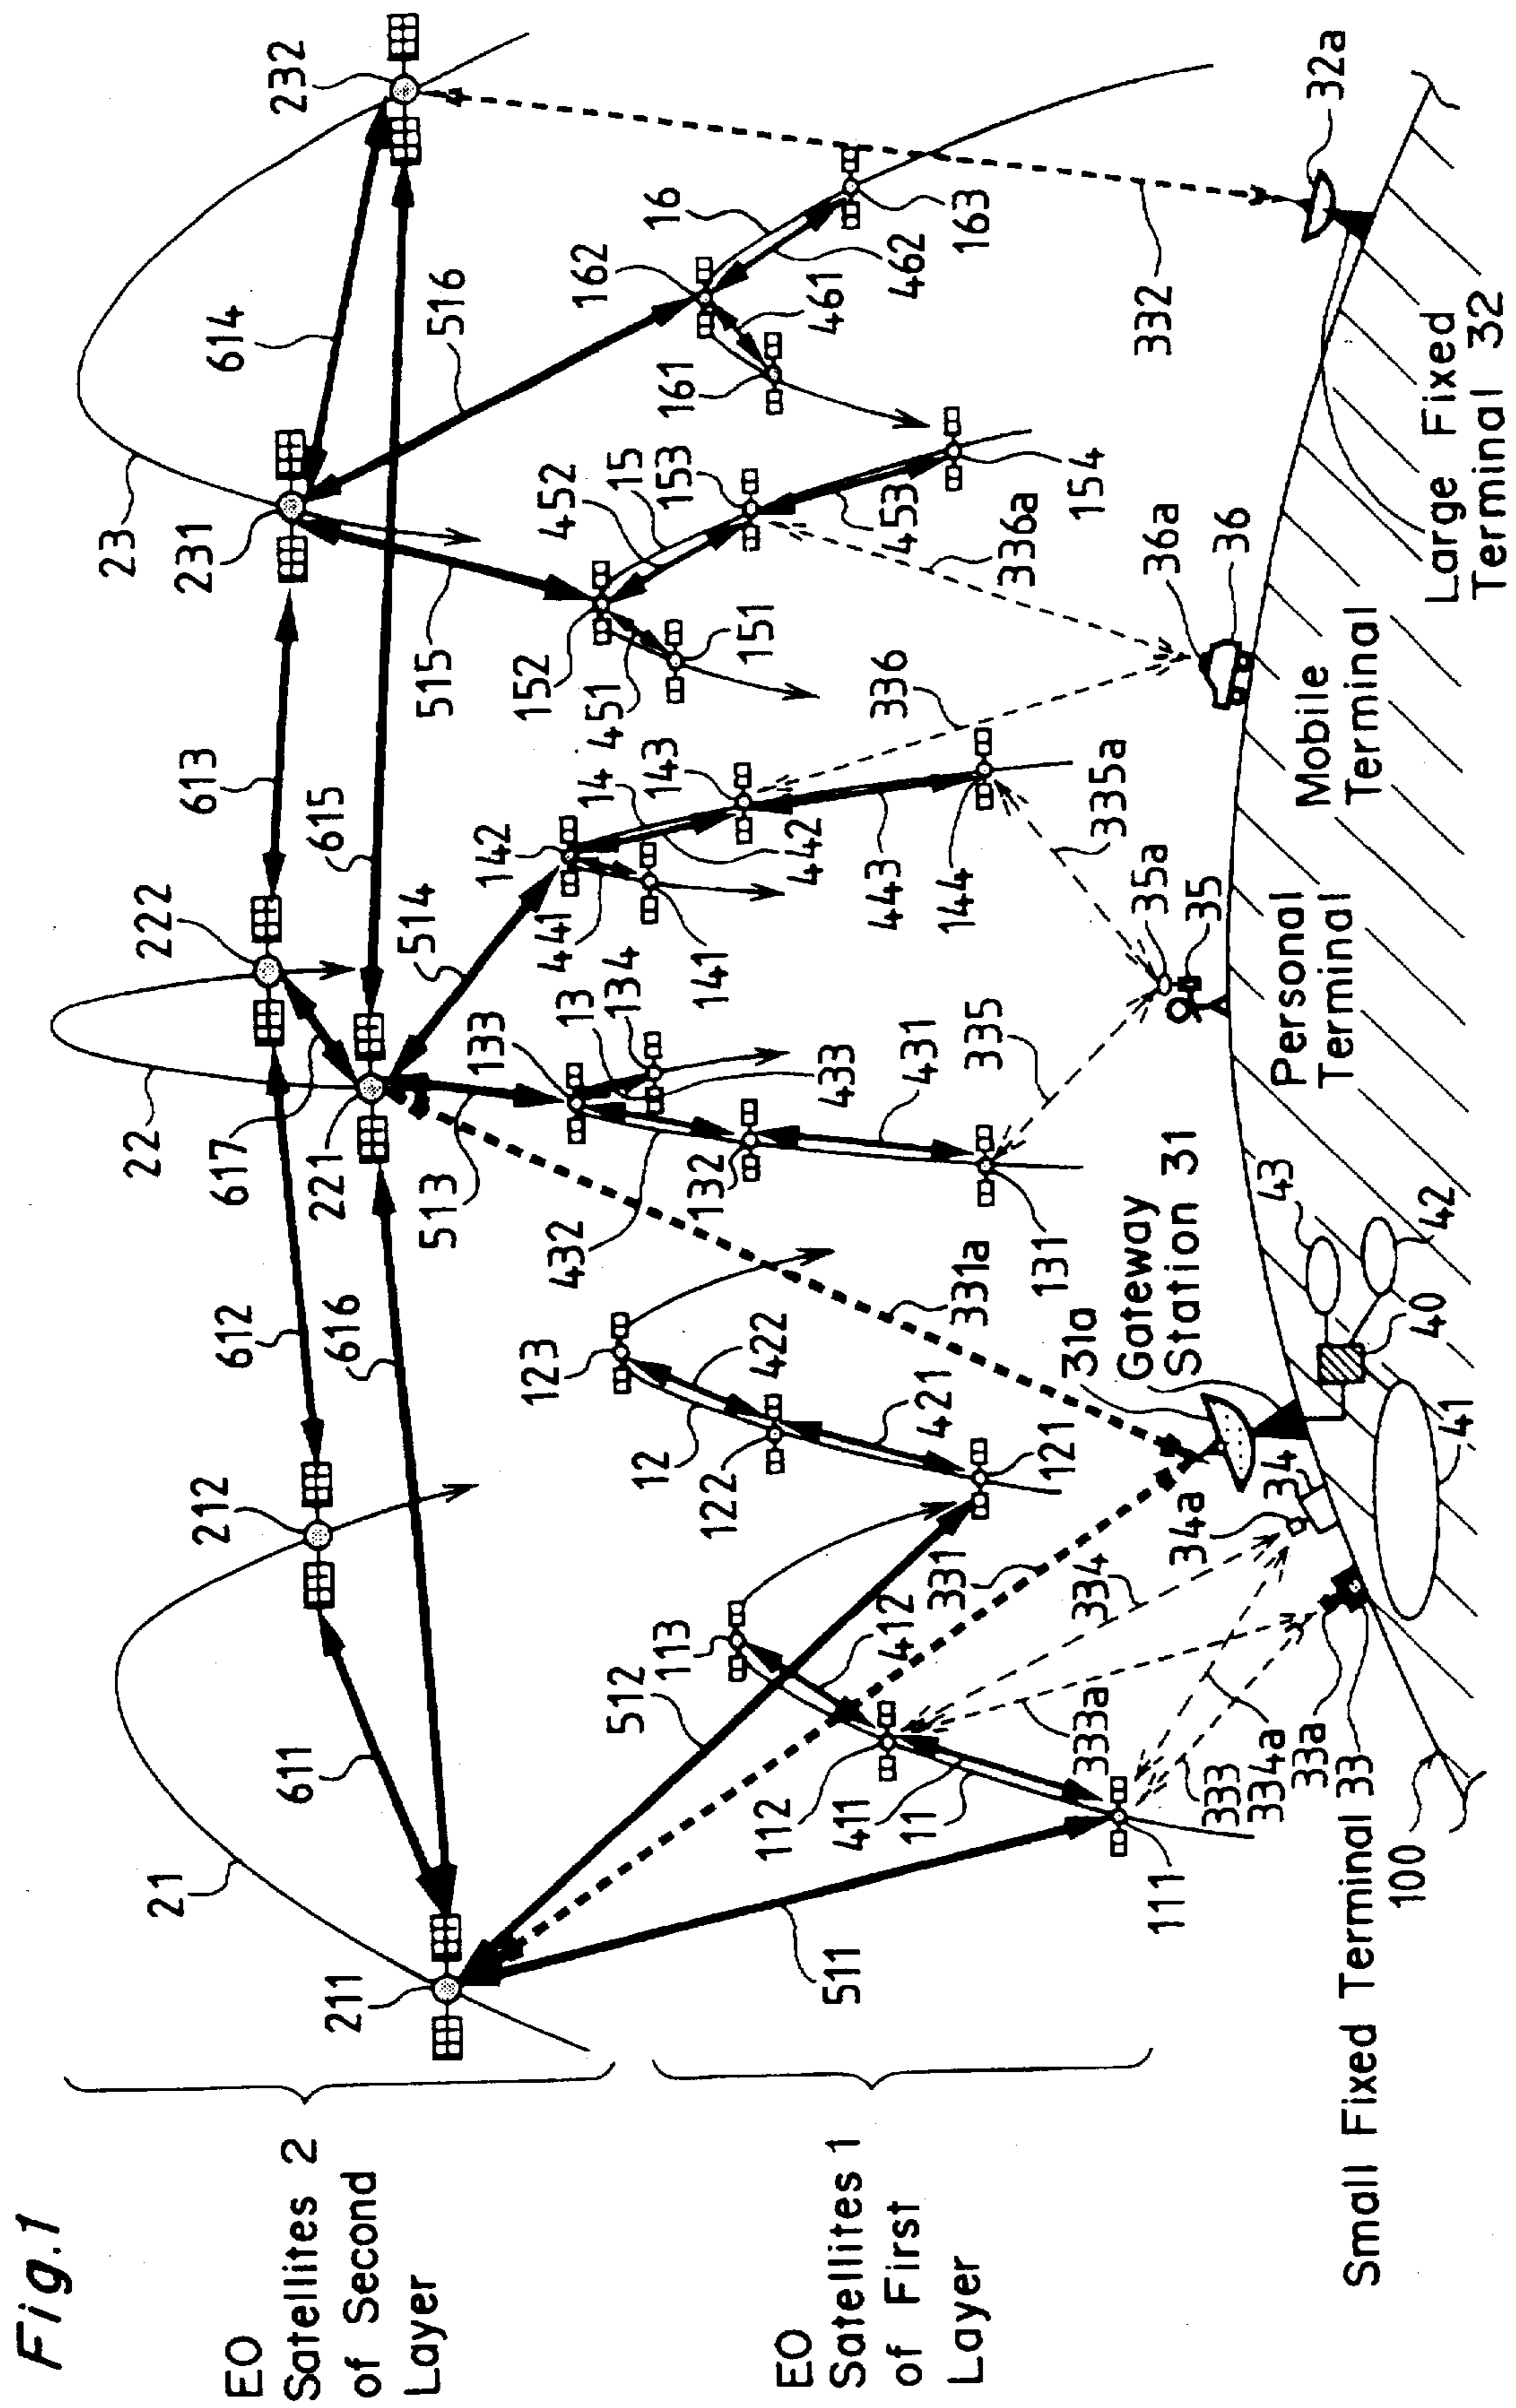 Fig.1
EO
Satellites 2
of Second
Layer
EO
Satellites 1
of First
Layer
21
211
212
611
612
616
22
617
221
222
613
615
23
231
614
232
511
512
513
514
515
516
111
112
113
411
412
11
121
122
123
12
421
422
131
132
133
134
13
431
432
433
141
142
143
144
14
441
442
443
151
152
153
154
15
451
452
453
161
162
163
16
461
462
331
331a
332
333
333a
334
334a
335
335a
336
336a
Small Fixed Terminal 33
33a
34
34a
31a
Gateway
Station 31
40
41
42
43
35a
35
Personal
Terminal
36a
36
Mobile
Terminal
32a
Large Fixed
Terminal 32
100